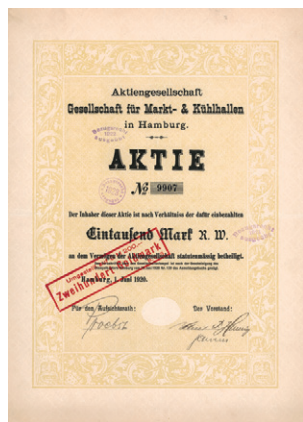 Aktiengesellschaft
Gesellschaft für Markt- & Kühlhallen
in Hamburg.
AKTIE
№ 9907
Der Inhaber dieser Aktie ist nach Verhältniss der dafür eingezahlten
Eintausend Mark R. W.
an dem Vermögen der Aktiengesellschaft statutenmässig betheiligt.
Zweihundert Goldmark
Hamburg, 1. Juni 1920.
Für den Aufsichtsrath:
Der Vorstand: